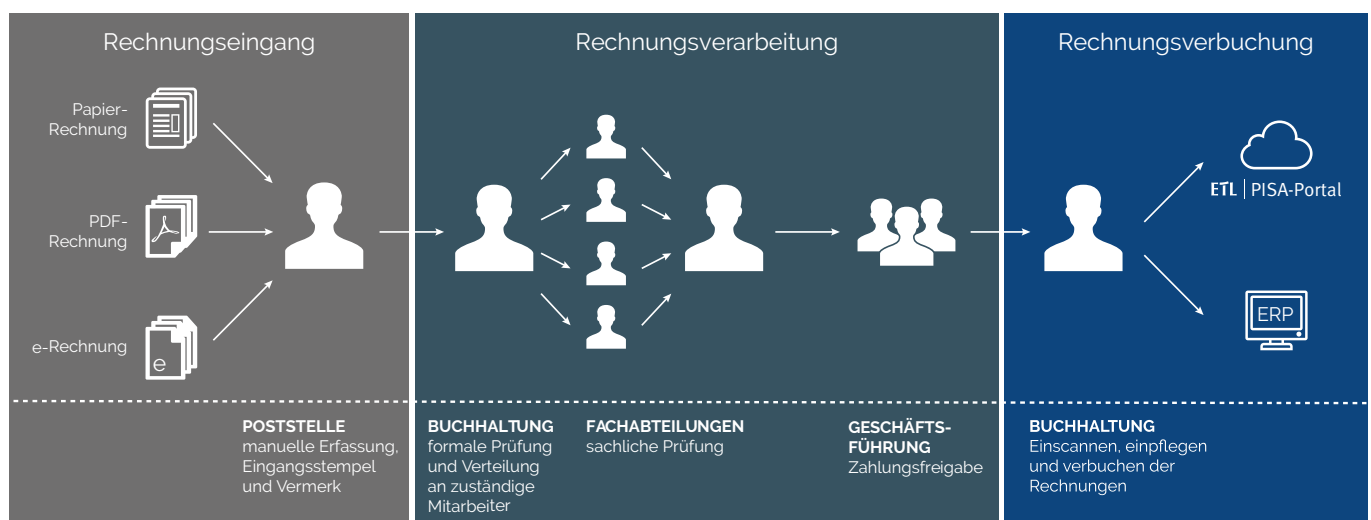 Rechnungseingang
Papier-
Rechnung
PDF-
Rechnung
e-Rechnung
e
POSTSTELLE
manuelle Erfassung,
Eingangsstempel
und Vermerk
Rechnungsverarbeitung
BUCHHALTUNG
formale Prüfung
und Verteilung
an zuständige
Mitarbeiter
FACHABTEILUNGEN
sachliche Prüfung
GESCHÄFTS-
FÜHRUNG
Zahlungsfreigabe
Rechnungsverbuchung
ETL | PISA-Portal
ERP
BUCHHALTUNG
Einscannen, einpflegen
und verbuchen der
Rechnungen